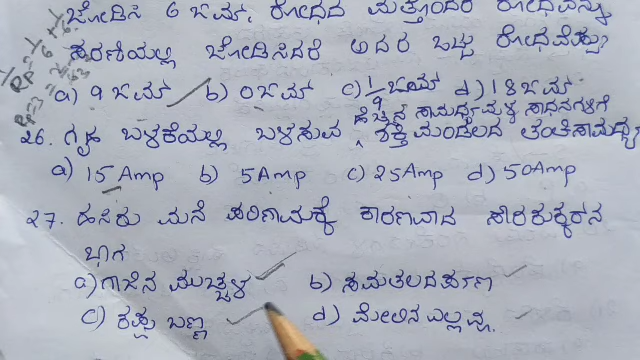 ಜೋಡಿಸಿ 6 ಓಮ್. ರೋಧದ ಮತ್ತೊಂದು ರೋಧವನ್ನು
ಸರಣಿಯಲ್ಲಿ ಜೋಡಿಸಿದರೆ ಅದರ ಒಟ್ಟು ರೋಧವೆಷ್ಟು?
a) 9 ಓಮ್ b) 0 ಓಮ್ c) 1/9 ಓಮ್ d) 18 ಓಮ್
ಹೆಚ್ಚಿನ ಸಾಮರ್ಥ್ಯವುಳ್ಳ ಸಾಧನಗಳಿಗೆ
26. ಗೃಹ ಬಳಕೆಯಲ್ಲಿ ಬಳಸುವ ^ ಶಕ್ತಿ ಮಂಡಲದ ತಂತಿಸಾಮರ್ಥ್ಯ
a) 15 Amp b) 5 Amp c) 25 Amp d) 50 Amp
27. ಹಸಿರು ಮನೆ ಪರಿಣಾಮಕ್ಕೆ ಕಾರಣವಾದ ಸೌರಕುಕ್ಕರ್‌ನ
ಭಾಗ
a) ಗಾಜಿನ ಮುಚ್ಚಳ b) ಸಮತಲದರ್ಪಣ
c) ಕಪ್ಪು ಬಣ್ಣ d) ಮೇಲಿನ ಎಲ್ಲವೂ